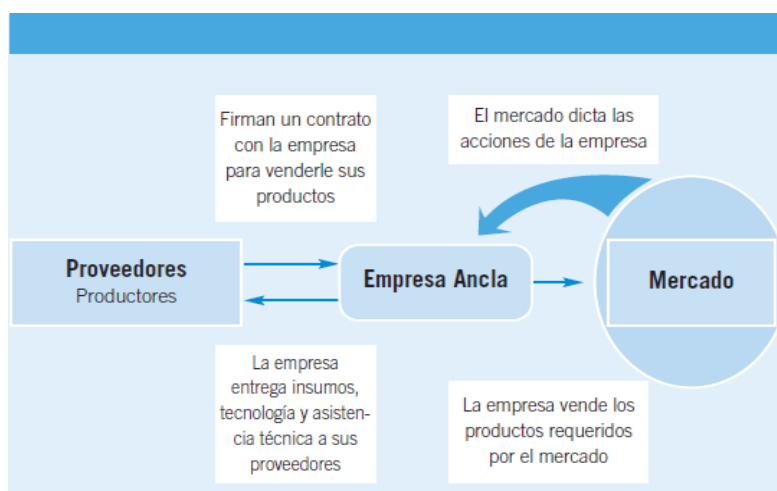 Firman un contrato
con la empresa
para venderle sus
productos
El mercado dicta las
acciones de la empresa
Proveedores
Productores
Empresa Ancla
Mercado
La empresa
entrega insumos,
tecnología y asisten-
cia técnica a sus
proveedores
La empresa vende los
productos requeridos
por el mercado